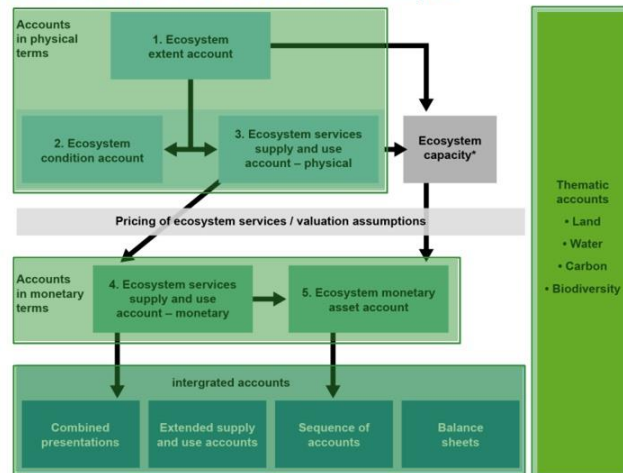 Accounts
in physical
terms
1. Ecosystem
extent account
2. Ecosystem
condition account
3. Ecosystem services
supply and use
account – physical
Ecosystem
capacity*
Pricing of ecosystem services / valuation assumptions
Accounts
in monetary
terms
4. Ecosystem services
supply and use
account – monetary
5. Ecosystem monetary
asset account
intergrated accounts
Combined
presentations
Extended supply
and use accounts
Sequence of
accounts
Balance
sheets
Thematic
accounts
• Land
• Water
• Carbon
• Biodiversity